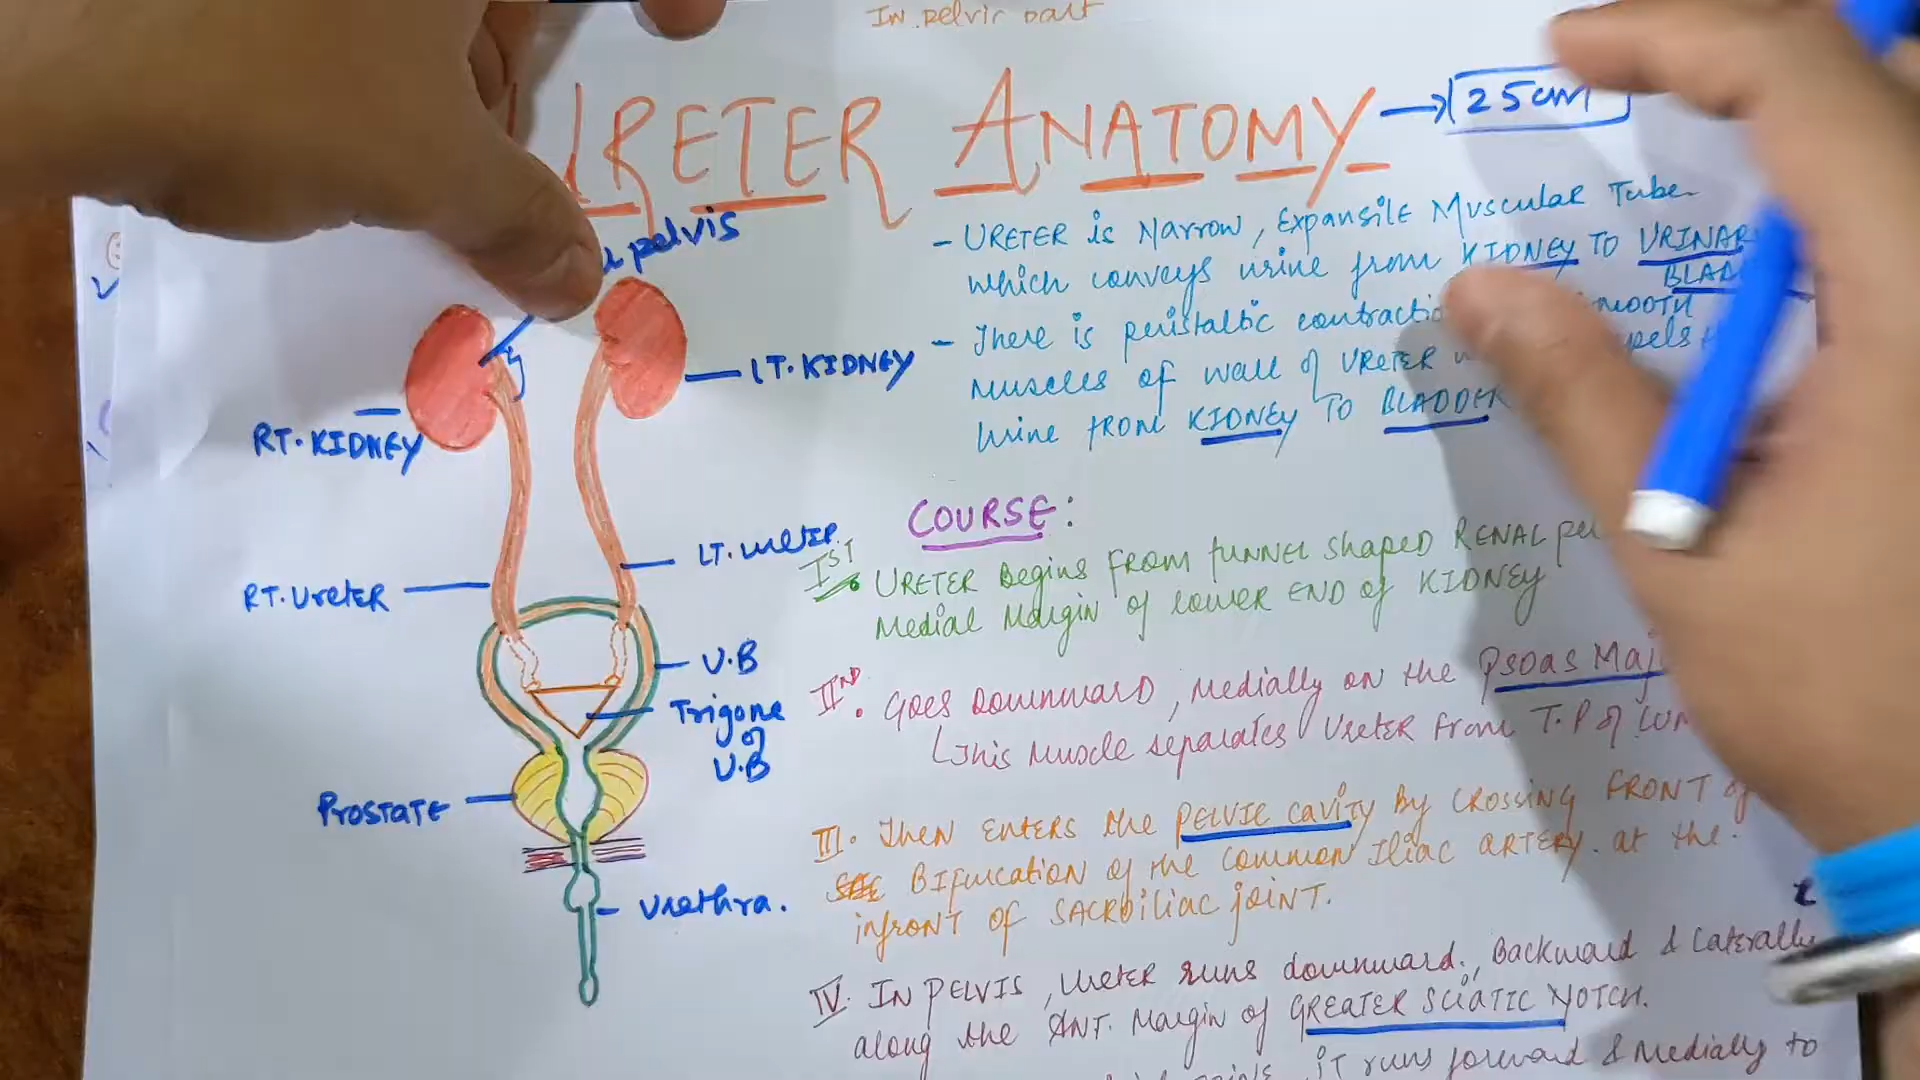 In pelvic part
URETER ANATOMY → 25cm
pelvis
LT. KIDNEY
RT. KIDNEY
LT. ureter
RT. Ureter
U.B
Trigone
of
U.B
Prostate
Urethra.
- URETER is Narrow, Expansile Muscular Tube
which conveys urine from KIDNEY TO URINAR
BLAD
- There is peristaltic contractio
Muscles of wall of URETER
Urine from KIDNEY TO BLADDER
COURSE:
IST URETER Begins From funnel shaped RENAL
Medial Margin of lower END of KIDNEY
IIND. Goes Downward, Medially on the Psoas Maj
(This Muscle separates Ureter from T.P of LUM
III. Then enters the PELVIC cavity By crossing FRONT of
Bifurcation of the common Iliac ARTERY. at the
infront of SACROiliac joint.
IV. IN PELVIS, Ureter runs downward, Backward & Laterally
along the ANT. Margin of GREATER SCIATIC NOTCH.
it runs forward & Medially to